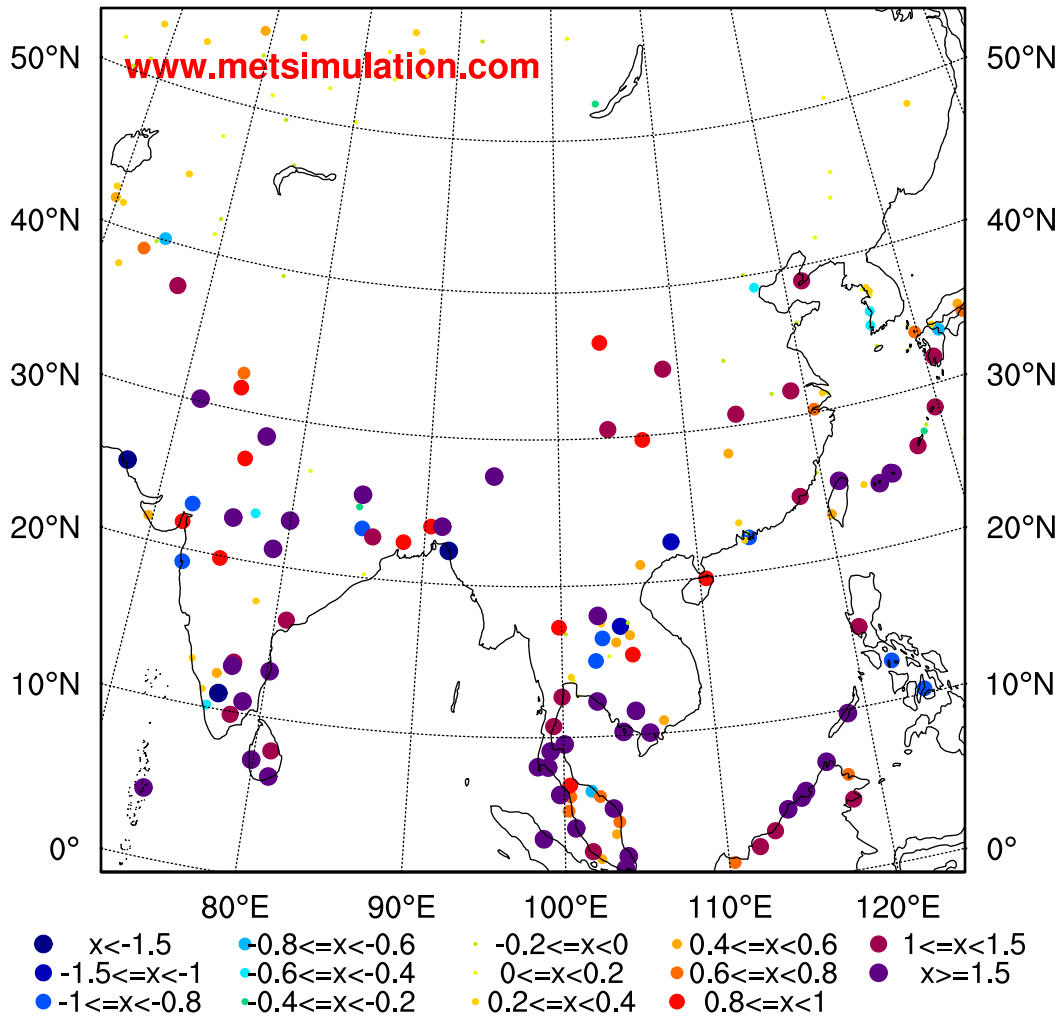 www.metsimulation.com
50°N 50°N
40°N 40°N
30°N 30°N
20°N 20°N
10°N 10°N
0° 0°
80°E 90°E 100°E 110°E 120°E
x<-1.5 -0.8<=x<-0.6 -0.2<=x<0 0.4<=x<0.6 1<=x<1.5
-1.5<=x<-1 -0.6<=x<-0.4 0<=x<0.2 0.6<=x<0.8 x>=1.5
-1<=x<-0.8 -0.4<=x<-0.2 0.2<=x<0.4 0.8<=x<1